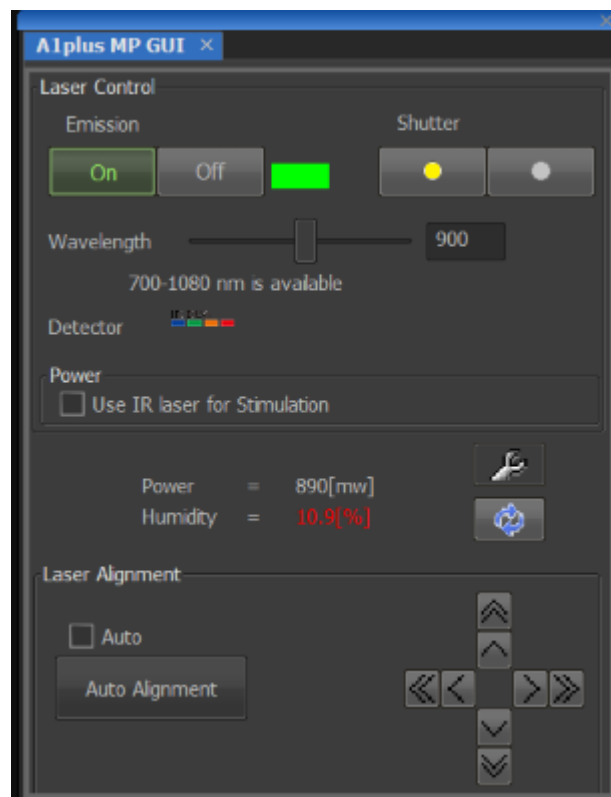 A1plus MP GUI
Laser Control
Emission Shutter
On Off
Wavelength 900
700-1080 nm is available
Detector
Power
Use IR laser for Stimulation
Power = 890[mw]
Humidity = 10.9[%]
Laser Alignment
Auto
Auto Alignment